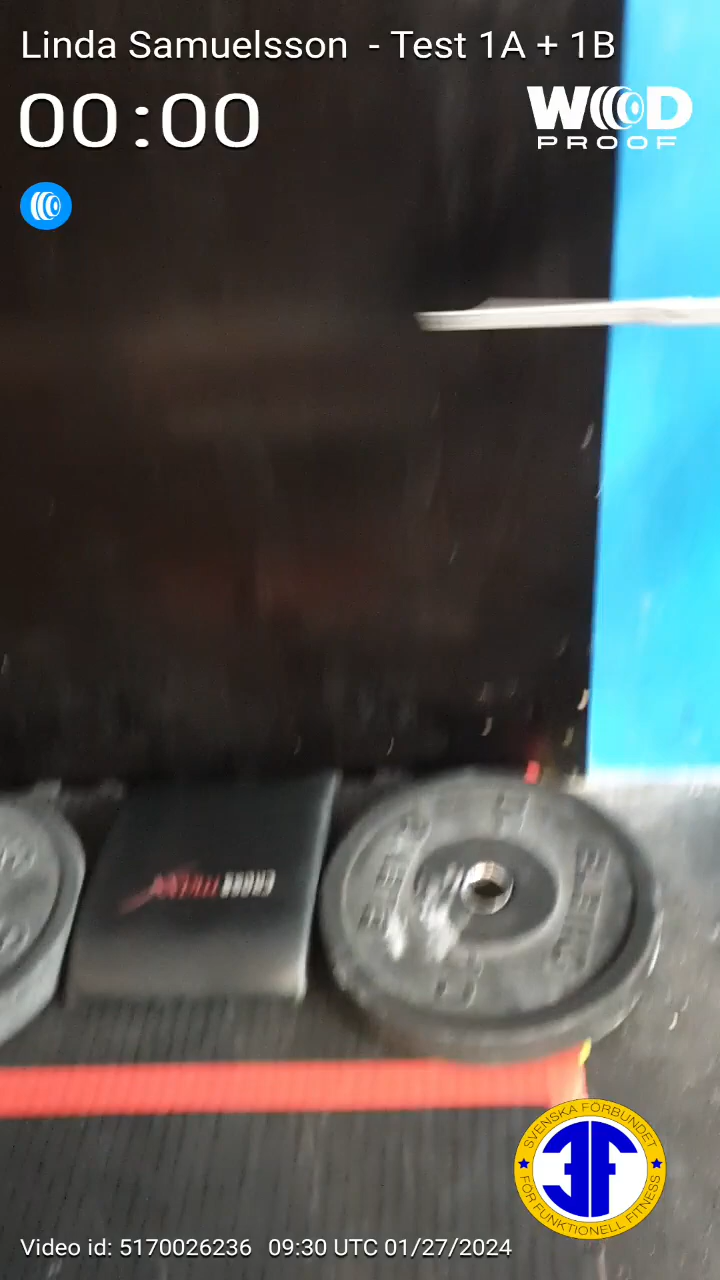 Linda Samuelsson - Test 1A + 1B
00:00
WOD
PROOF
SVENSKA FÖRBUNDET
3F
FÖR FUNKTIONELL FITNESS
Video id: 5170026236 09:30 UTC 01/27/2024